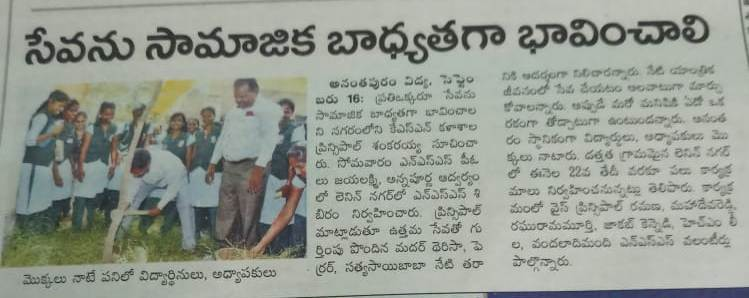 సేవను సామాజిక బాధ్యతగా భావించాలి
మొక్కలు నాటే పనిలో విద్యార్థినులు, అధ్యాపకులు
అనంతపురం విద్య, సెప్టెం
బరు 16: ప్రతిఒక్కరూ సేవను
సామాజిక బాధ్యతగా భావించాల
ని నగరంలోని కేఎస్ఎన్ కళాశాల
ప్రిన్సిపాల్ శంకరయ్య సూచించా
రు. సోమవారం ఎన్ఎస్ఎస్ పీఓ
లు జయలక్ష్మి, అన్నపూర్ణ ఆధ్వర్యం
లో లెనిన్ నగర్‌లో ఎన్ఎస్ఎస్ శి
బిరం నిర్వహించారు. ప్రిన్సిపాల్
మాట్లాడుతూ ఉత్తమ సేవతో గు
ర్తింపు పొందిన మదర్ థెరిసా, ఫె
ర్రర్, సత్యసాయిబాబా నేటి తరా
నికి ఆదర్శంగా నిలిచారన్నారు. నేటి యాంత్రిక
జీవనంలో సేవ చేయటం అలవాటుగా మార్చు
కోవాలన్నారు. అప్పుడే మరో మనిషికి ఏదో ఒక
రకంగా తోడ్పాటుగా ఉంటుందన్నారు. అనంత
రం స్థానికంగా విద్యార్థులు, అధ్యాపకులు మొ
క్కలు నాటారు. దత్తత గ్రామమైన లెనిన్ నగర్
లో ఈనెల 22వ తేదీ వరకూ పలు కార్యక్ర
మాలు నిర్వహించనున్నట్లు తెలిపారు. కార్యక్ర
మంలో వైస్ ప్రిన్సిపాల్ రమణ, మహాదేవరెడ్డి,
రఘురామమూర్తి, జాకబ్ కెన్నెడి, హెచ్ఎం లీ
ల, వందలాదిమంది ఎన్ఎస్ఎస్ వలంటీర్లు
పాల్గొన్నారు.